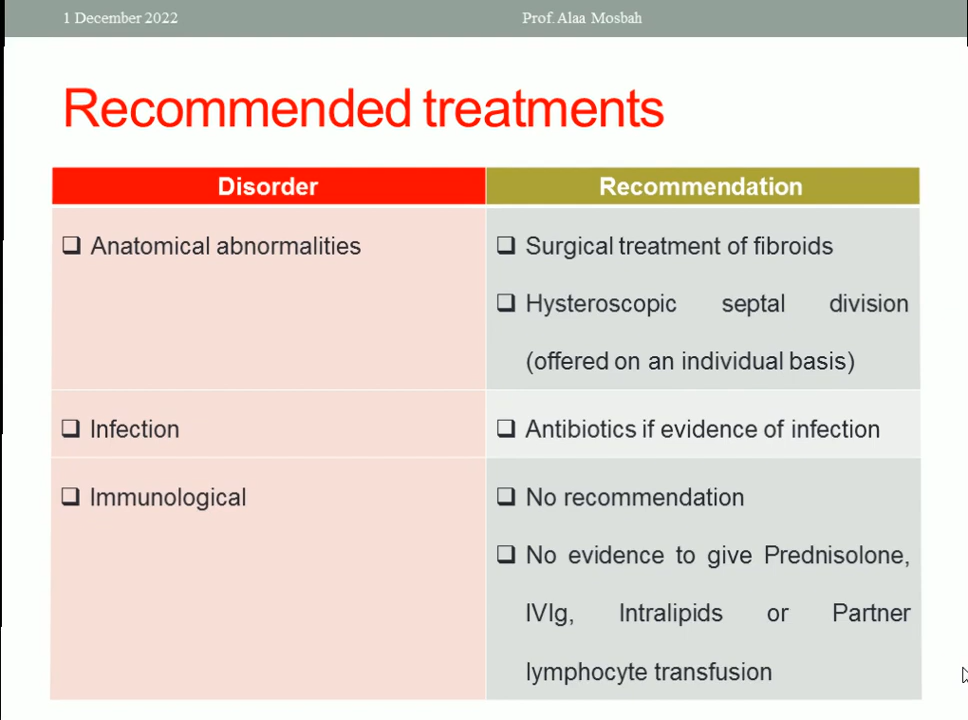 1 December 2022
Prof. Alaa Mosbah
Recommended treatments
Disorder
Recommendation
❑ Anatomical abnormalities
❑ Surgical treatment of fibroids
❑ Hysteroscopic septal division
(offered on an individual basis)
❑ Infection
❑ Antibiotics if evidence of infection
❑ Immunological
❑ No recommendation
❑ No evidence to give Prednisolone,
IVIg, Intralipids or Partner
lymphocyte transfusion